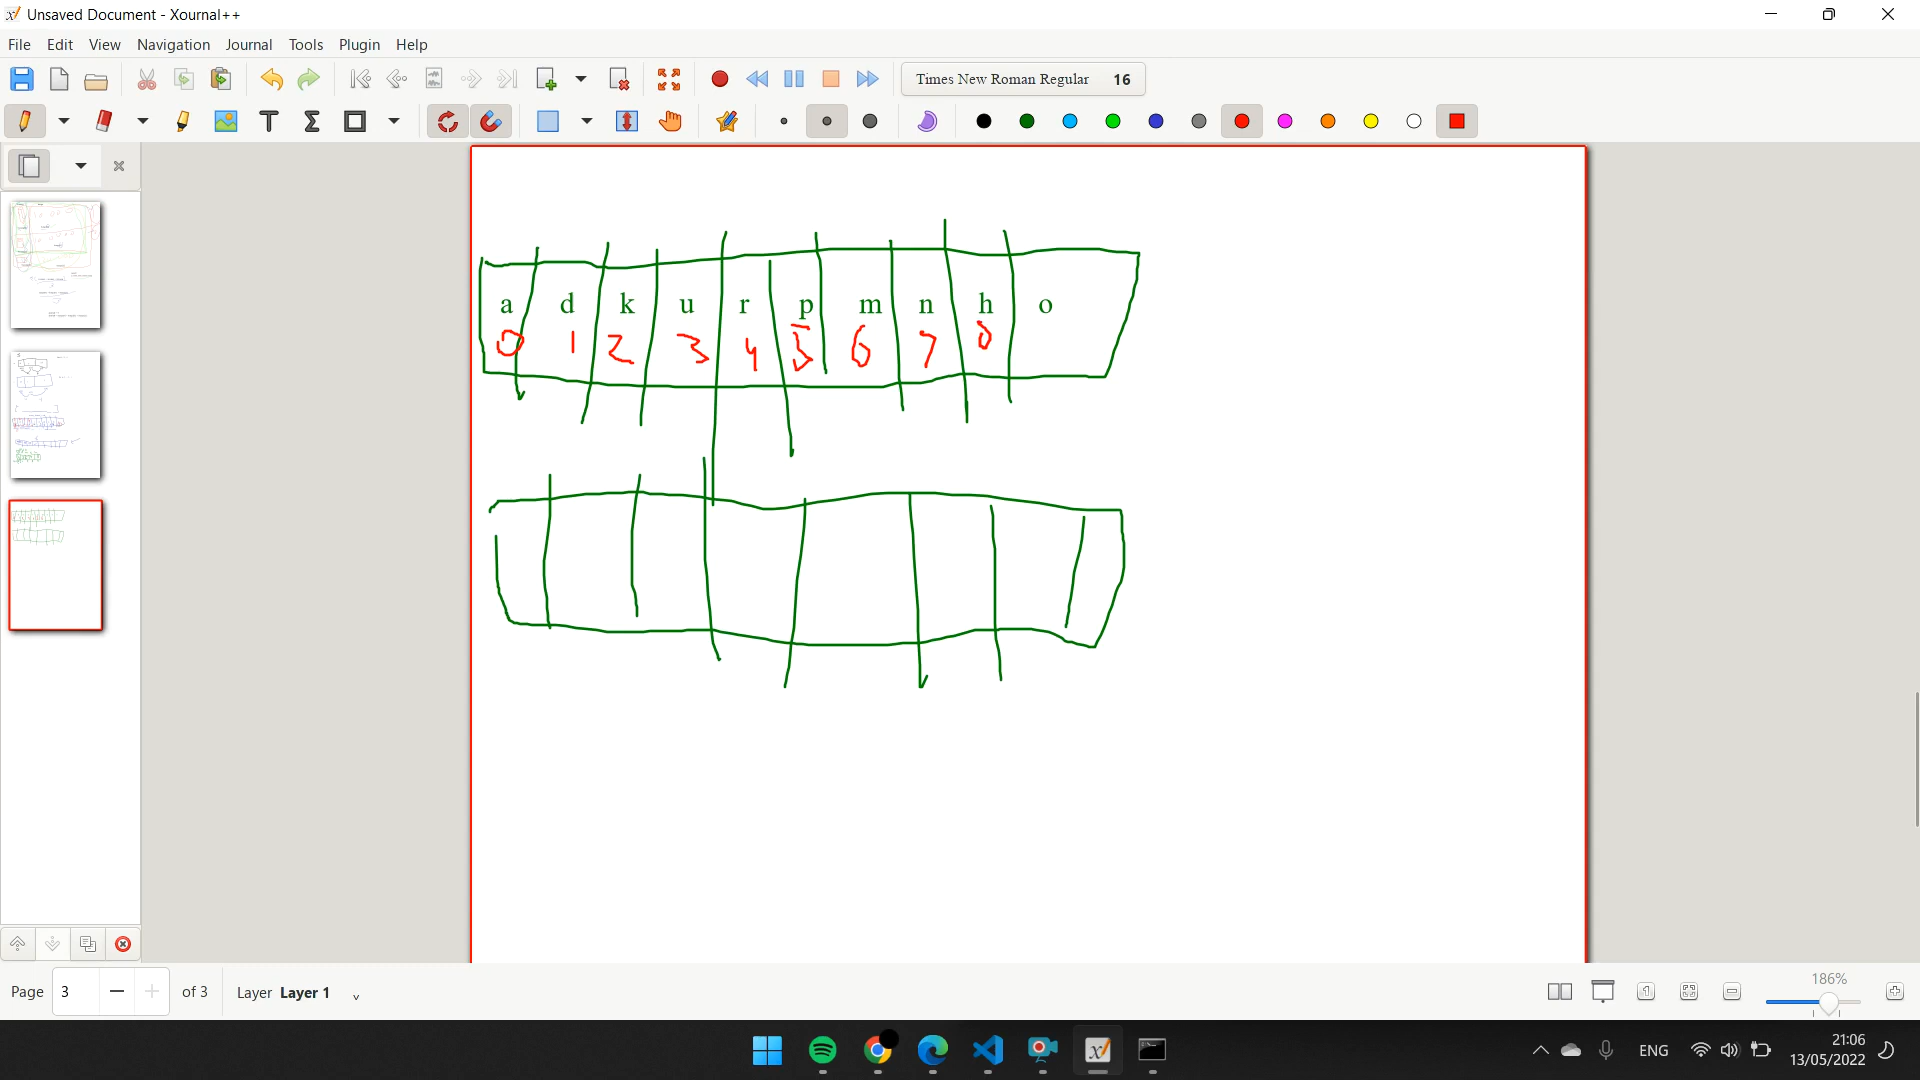 Unsaved Document - Xournal++
File Edit View Navigation Journal Tools Plugin Help
Times New Roman Regular 16
a d k u r p m n h o
0 1 2 3 4 5 6 7 0
Page 3 of 3 Layer Layer 1
186%
ENG
21:06
13/05/2022